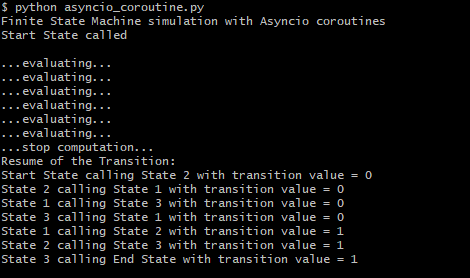 $ python asyncio_coroutine.py
Finite State Machine simulation with Asyncio coroutines
Start State called
...evaluating...
...evaluating...
...evaluating...
...evaluating...
...evaluating...
...evaluating...
...stop computation...
Resume of the Transition:
Start State calling State 2 with transition value = 0
State 2 calling State 1 with transition value = 0
State 1 calling State 3 with transition value = 0
State 3 calling State 1 with transition value = 0
State 1 calling State 2 with transition value = 1
State 2 calling State 3 with transition value = 1
State 3 calling End State with transition value = 1